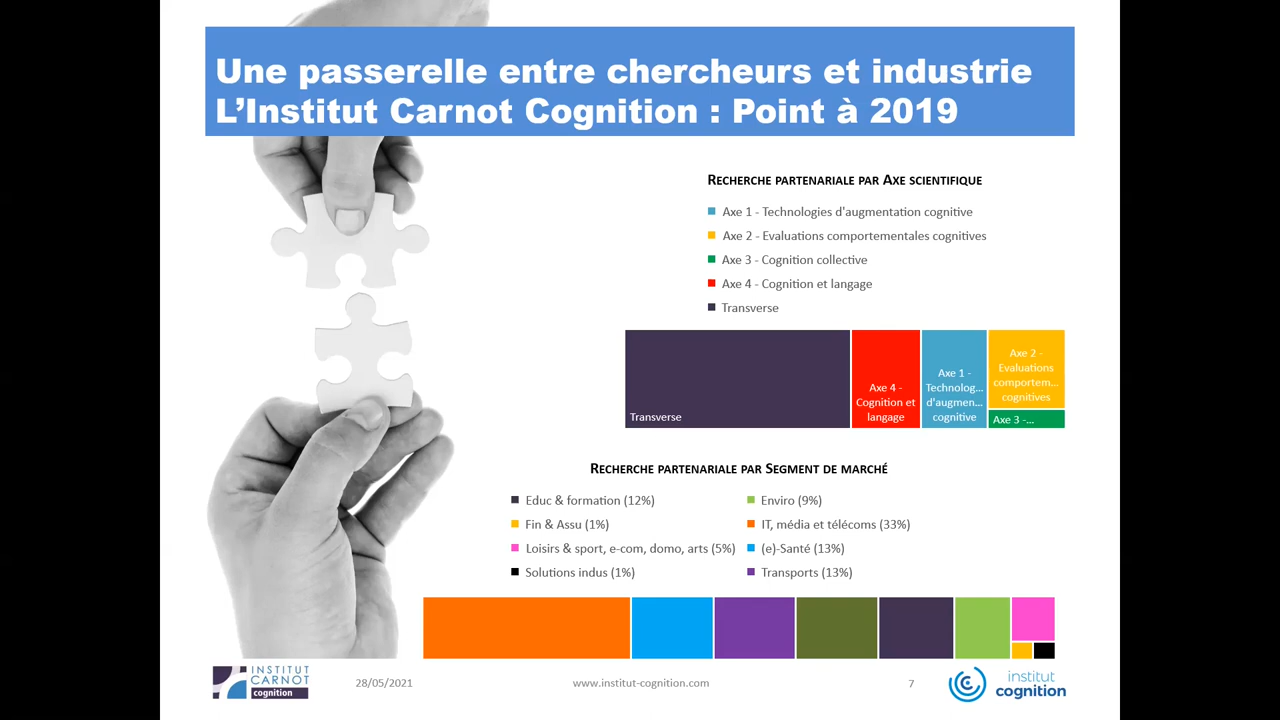 Une passerelle entre chercheurs et industrie
L’Institut Carnot Cognition : Point à 2019
RECHERCHE PARTENARIALE PAR AXE SCIENTIFIQUE
Axe 1 - Technologies d'augmentation cognitive
Axe 2 - Evaluations comportementales cognitives
Axe 3 - Cognition collective
Axe 4 - Cognition et langage
Transverse
Transverse
Axe 4 -
Cognition et
langage
Axe 1 -
Technolog...
d'augmen...
cognitive
Axe 2 -
Evaluations
comportem...
cognitives
Axe 3 -...
RECHERCHE PARTENARIALE PAR SEGMENT DE MARCHÉ
Educ & formation (12%)
Enviro (9%)
Fin & Assu (1%)
IT, média et télécoms (33%)
Loisirs & sport, e-com, domo, arts (5%)
(e)-Santé (13%)
Solutions indus (1%)
Transports (13%)
INSTITUT
CARNOT
cognition
28/05/2021
www.institut-cognition.com
7
institut
cognition